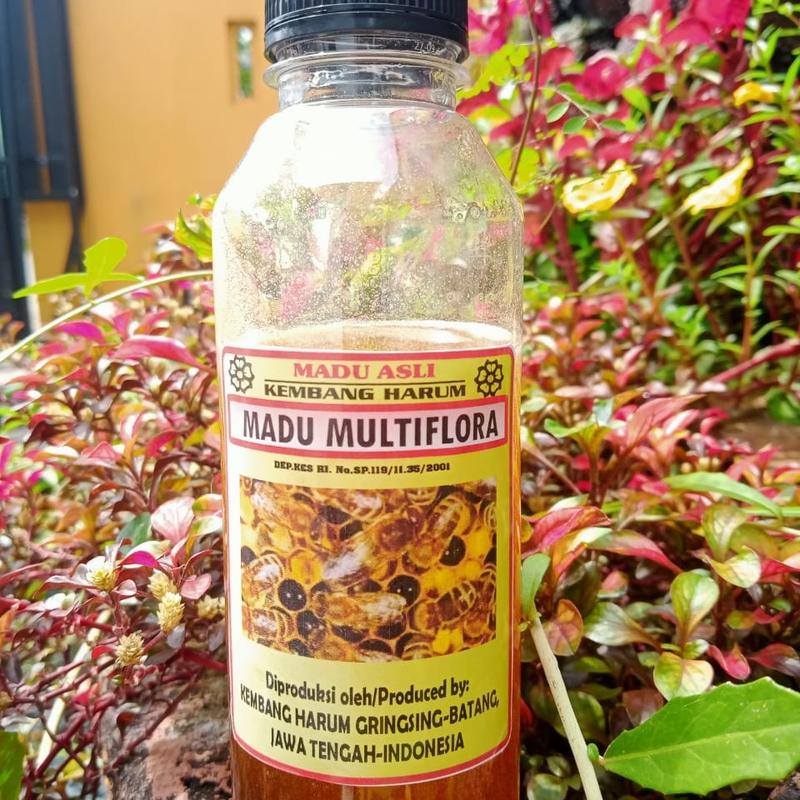 MADU ASLI
KEMBANG HARUM
MADU MULTIFLORA
DEP.KES RI. No.SP.119/11.35/2001
Diproduksi oleh/Produced by:
KEMBANG HARUM GRINGSING-BATANG,
JAWA TENGAH-INDONESIA